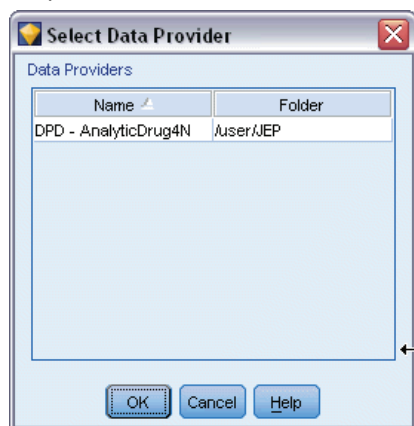 Select Data Provider
Data Providers
Name Folder
DPD - AnalyticDrug4N /user/JEP
OK Cancel Help